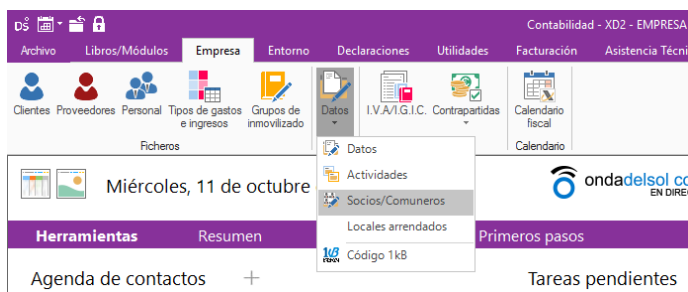 DS
Contabilidad - XD2 - EMPRESA
Archivo Libros/Módulos Empresa Entorno Declaraciones Utilidades Facturación Asistencia Técni
Clientes Proveedores Personal Tipos de gastos e ingresos Grupos de inmovilizado Datos I.V.A/I.G.I.C. Contrapartidas Calendario fiscal
Ficheros Calendario
Datos
Actividades
Socios/Comuneros
Locales arrendados
Código 1kB
Miércoles, 11 de octubre
ondadelsol co
EN DIREC
Herramientas Resumen Primeros pasos
Agenda de contactos + Tareas pendientes